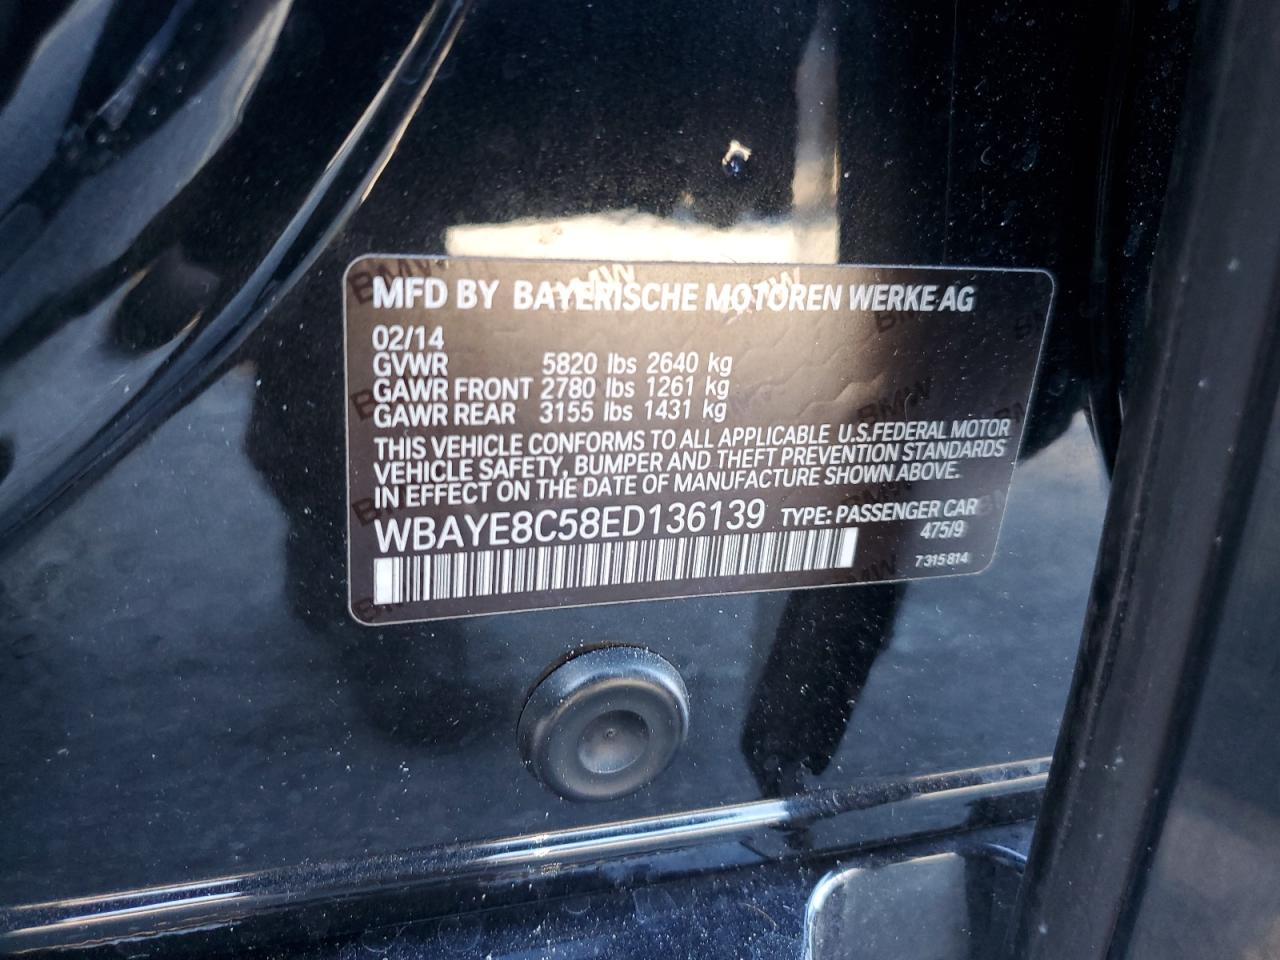 MFD BY BAYERISCHE MOTOREN WERKE AG
02/14
GVWR 5820 lbs 2640 kg
GAWR FRONT 2780 lbs 1261 kg
GAWR REAR 3155 lbs 1431 kg
THIS VEHICLE CONFORMS TO ALL APPLICABLE U.S.FEDERAL MOTOR
VEHICLE SAFETY, BUMPER AND THEFT PREVENTION STANDARDS
IN EFFECT ON THE DATE OF MANUFACTURE SHOWN ABOVE.
WBAYE8C58ED136139 TYPE: PASSENGER CAR
475/9
7315814